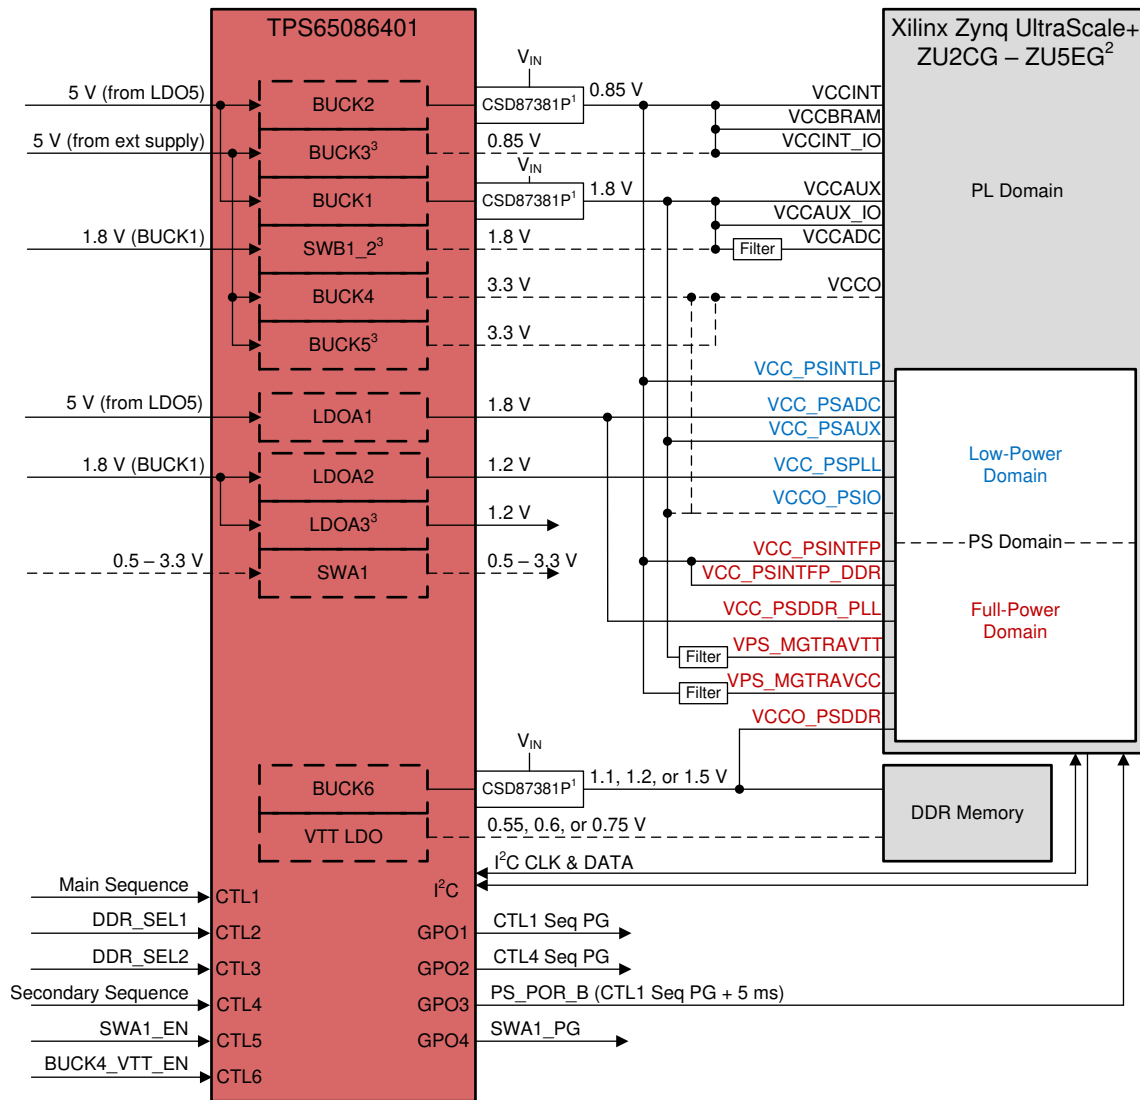 TPS65086401
Xilinx Zynq UltraScale+
ZU2CG – ZU5EG²
V_IN
5 V (from LDO5)
BUCK2
CSD87381P¹
0.85 V
VCCINT
VCCBRAM
5 V (from ext supply)
BUCK3³
0.85 V
VCCINT_IO
V_IN
BUCK1
CSD87381P¹
1.8 V
VCCAUX
PL Domain
VCCAUX_IO
1.8 V (BUCK1)
SWB1_2³
1.8 V
Filter
VCCADC
BUCK4
3.3 V
VCCO
BUCK5³
3.3 V
VCC_PSINTLP
5 V (from LDO5)
LDOA1
1.8 V
VCC_PSADC
VCC_PSAUX
1.8 V (BUCK1)
LDOA2
1.2 V
VCC_PSPLL
Low-Power
Domain
VCCO_PSIO
LDOA3³
1.2 V
PS Domain
0.5 – 3.3 V
SWA1
0.5 – 3.3 V
VCC_PSINTFP
VCC_PSINTFP_DDR
VCC_PSDDR_PLL
Full-Power
Domain
Filter
VPS_MGTRAVTT
Filter
VPS_MGTRAVCC
VCCO_PSDDR
V_IN
BUCK6
CSD87381P¹
1.1, 1.2, or 1.5 V
DDR Memory
VTT LDO
0.55, 0.6, or 0.75 V
I²C CLK & DATA
I²C
Main Sequence
CTL1
DDR_SEL1
CTL2
GPO1
CTL1 Seq PG
DDR_SEL2
CTL3
GPO2
CTL4 Seq PG
Secondary Sequence
CTL4
GPO3
PS_POR_B (CTL1 Seq PG + 5 ms)
SWA1_EN
CTL5
GPO4
SWA1_PG
BUCK4_VTT_EN
CTL6